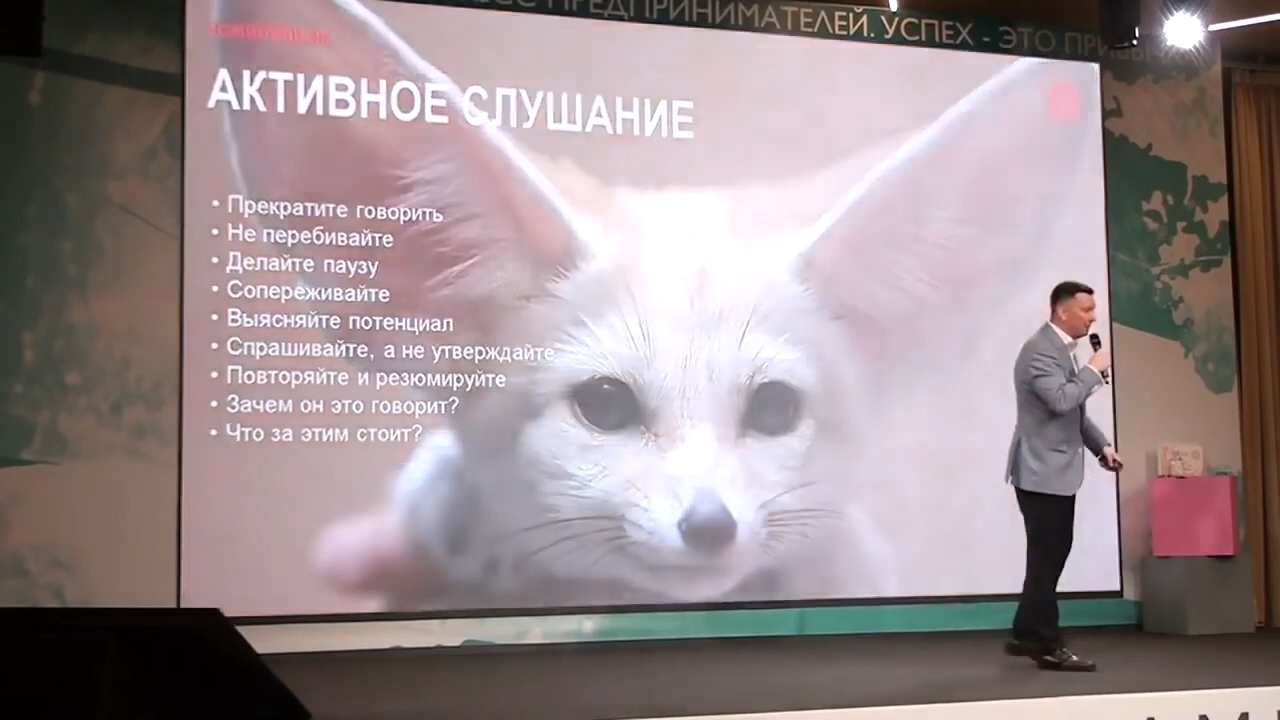 ПРЕДПРИНИМАТЕЛЕЙ. УСПЕХ - ЭТО
АКТИВНОЕ СЛУШАНИЕ
• Прекратите говорить
• Не перебивайте
• Делайте паузу
• Сопереживайте
• Выясняйте потенциал
• Спрашивайте, а не утверждайте
• Повторяйте и резюмируйте
• Зачем он это говорит?
• Что за этим стоит?